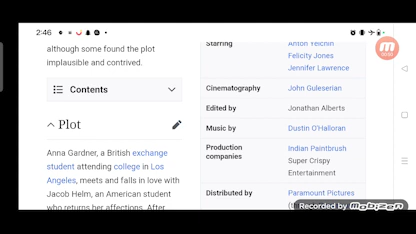 2:46
although some found the plot
implausible and contrived.
Contents
Plot
Anna Gardner, a British exchange
student attending college in Los
Angeles, meets and falls in love with
Jacob Helm, an American student
who returns her affections. After
Starring
Anton Yelchin
Felicity Jones
Jennifer Lawrence
Cinematography John Guleserian
Edited by Jonathan Alberts
Music by Dustin O'Halloran
Production
companies
Indian Paintbrush
Super Crispy
Entertainment
Distributed by Paramount Pictures
Recorded by Mobizen